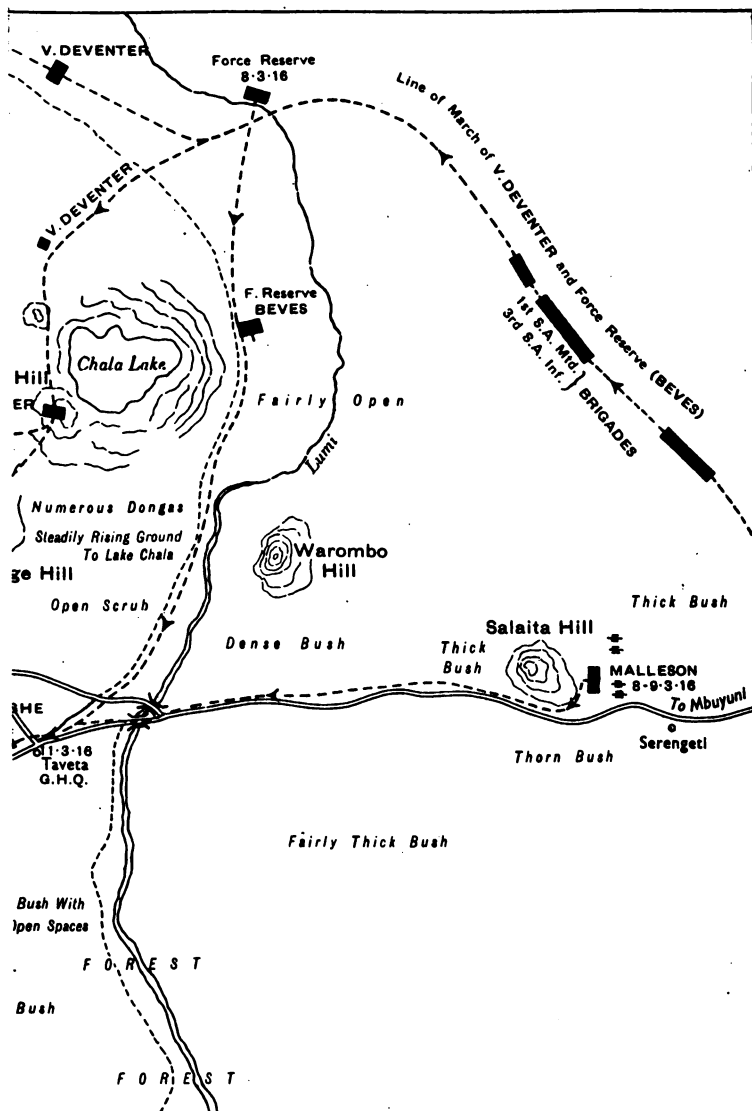 V. DEVENTER
Force Reserve
8·3·16
Line of March of V. DEVENTER and Force Reserve (BEVES)
V. DEVENTER
F. Reserve
BEVES
1st S.A. Mtd. } BRIGADES
3rd S.A. Inf.
Chala Lake
Hill
ER
Fairly Open
Lumi
Numerous Dongas
Steadily Rising Ground
To Lake Chala
ge Hill
Warombo
Hill
Open Scrub
Thick Bush
Salaita Hill
Dense Bush
Thick
Bush
MALLESON
8-9·3·16
To Mbuyuni
SHE
Serengeti
11·3·16
Taveta
G.H.Q.
Thorn Bush
Fairly Thick Bush
Bush With
Open Spaces
FOREST
Bush
FOREST